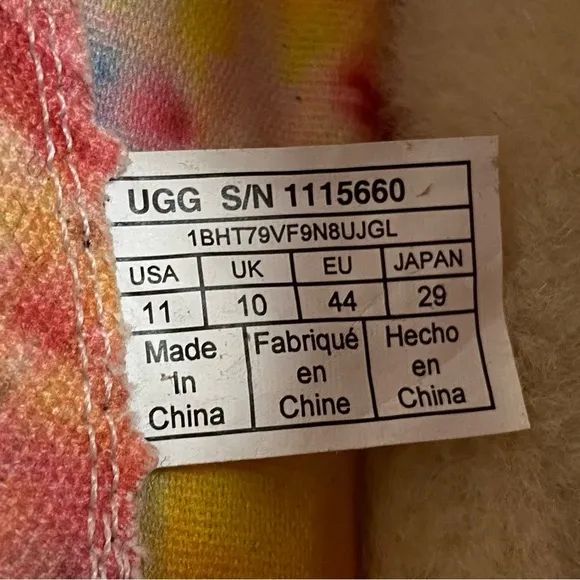 UGG S/N 1115660
1BHT79VF9N8UJGL
USA UK EU JAPAN
11 10 44 29
Made Fabriqué Hecho
in en en
China Chine China